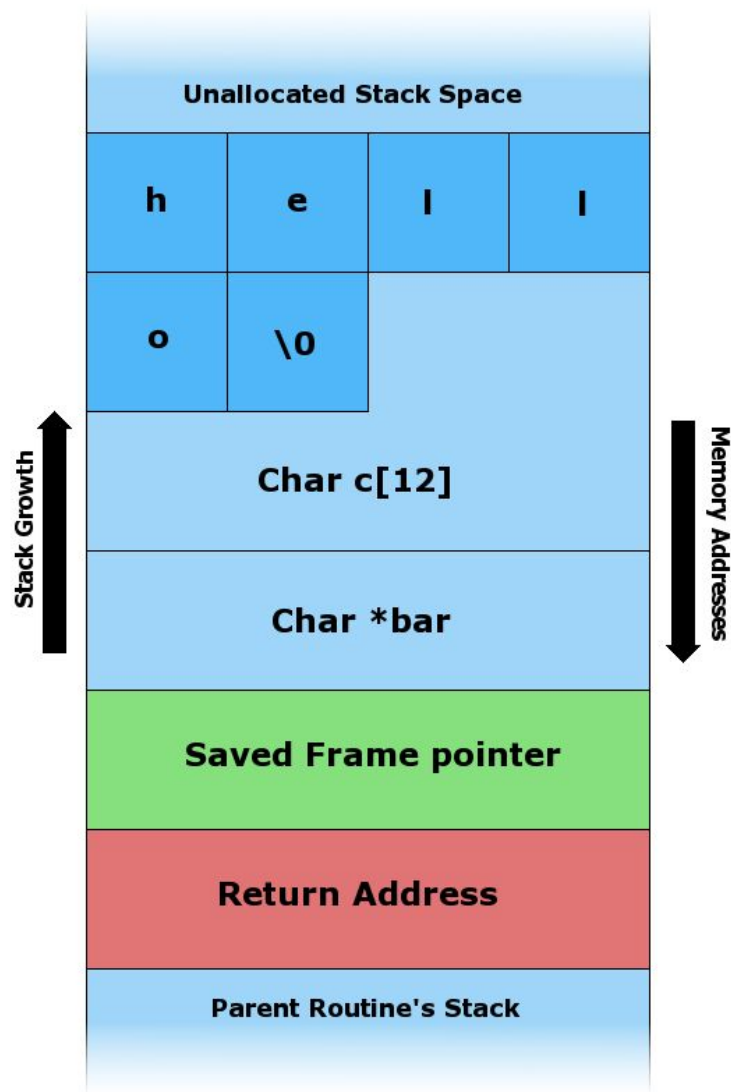 Unallocated Stack Space
h e l l
o \0
Stack Growth
Memory Addresses
Char c[12]
Char *bar
Saved Frame pointer
Return Address
Parent Routine's Stack